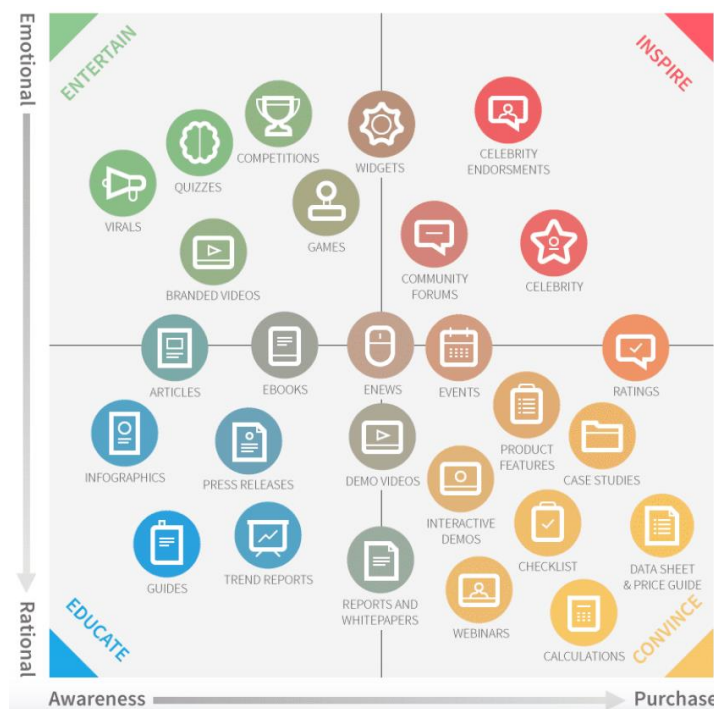 Emotional
ENTERTAIN
INSPIRE
COMPETITIONS
WIDGETS
CELEBRITY
ENDORSMENTS
QUIZZES
VIRALS
GAMES
BRANDED VIDEOS
COMMUNITY
FORUMS
CELEBRITY
ARTICLES
EBOOKS
ENEWS
EVENTS
RATINGS
INFOGRAPHICS
PRESS RELEASES
DEMO VIDEOS
PRODUCT
FEATURES
CASE STUDIES
INTERACTIVE
DEMOS
GUIDES
TREND REPORTS
CHECKLIST
DATA SHEET
& PRICE GUIDE
REPORTS AND
WHITEPAPERS
WEBINARS
CALCULATIONS
EDUCATE
CONVINCE
Rational
Awareness
Purchase